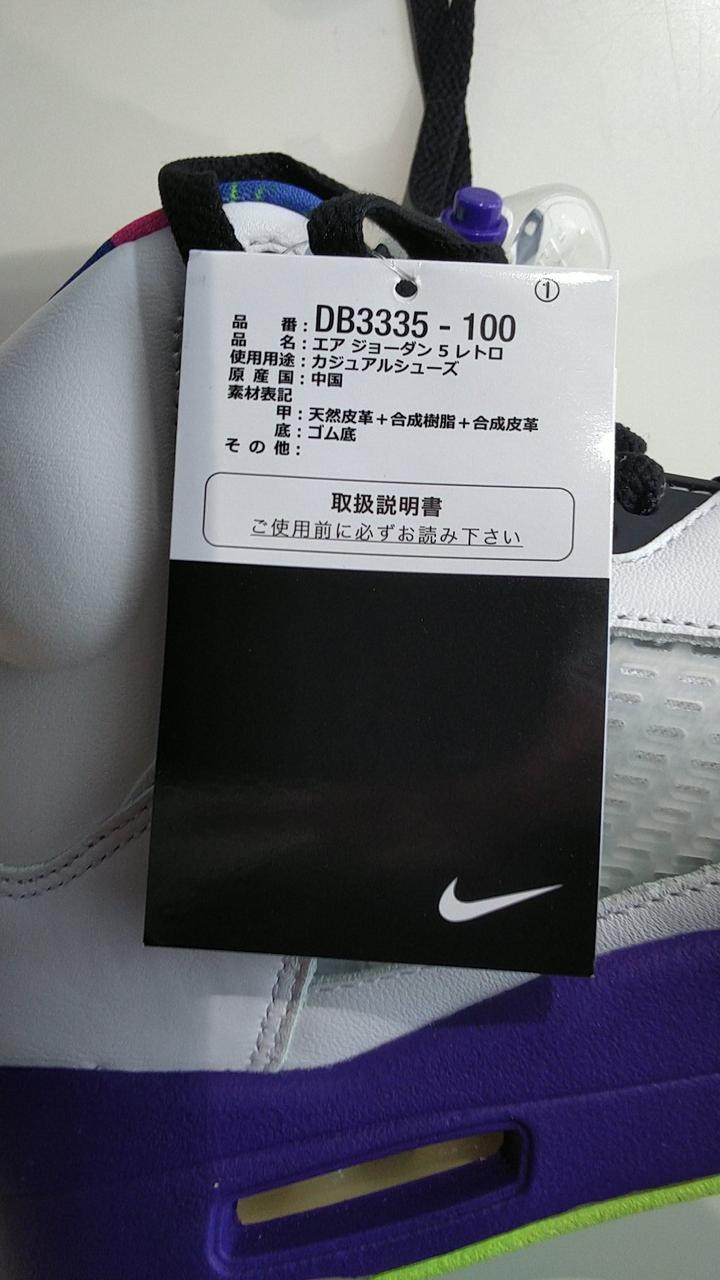 ①
品 番：DB3335 - 100
品 名：エア ジョーダン 5 レトロ
使用用途：カジュアルシューズ
原 産 国：中国
素材表記
甲：天然皮革＋合成樹脂＋合成皮革
底：ゴム底
そ の 他：
取扱説明書
ご使用前に必ずお読み下さい